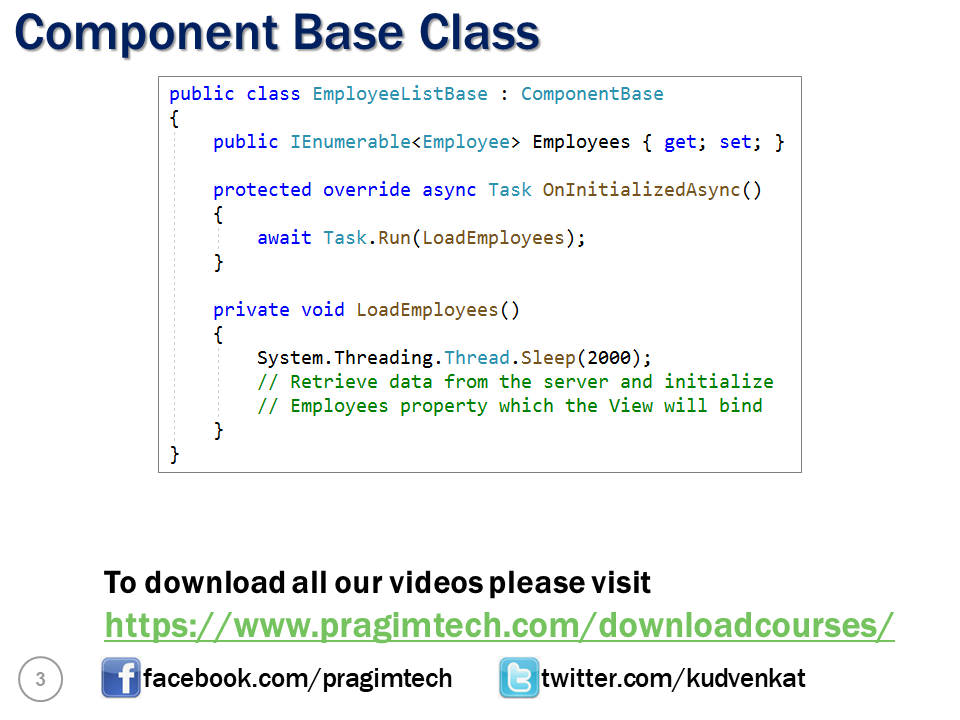 Component Base Class
public class EmployeeListBase : ComponentBase
{
    public IEnumerable<Employee> Employees { get; set; }
    protected override async Task OnInitializedAsync()
    {
        await Task.Run(LoadEmployees);
    }
    private void LoadEmployees()
    {
        System.Threading.Thread.Sleep(2000);
        // Retrieve data from the server and initialize
        // Employees property which the View will bind
    }
}
To download all our videos please visit
https://www.pragimtech.com/downloadcourses/
3 facebook.com/pragimtech twitter.com/kudvenkat